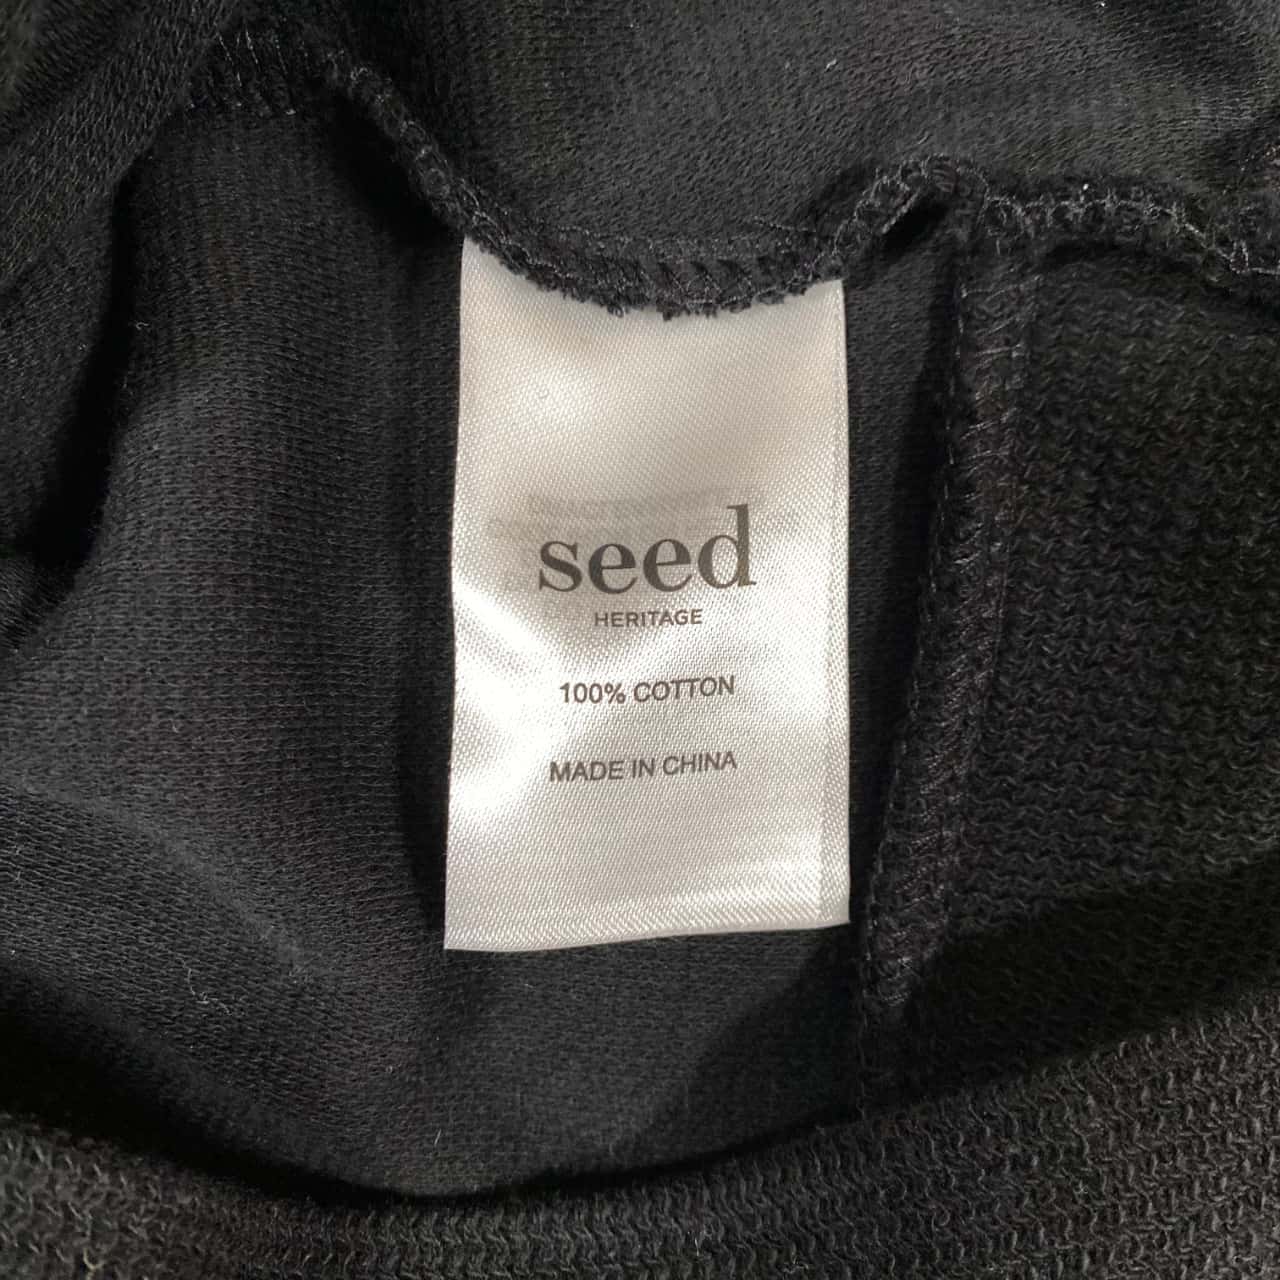 seed
HERITAGE
100% COTTON
MADE IN CHINA